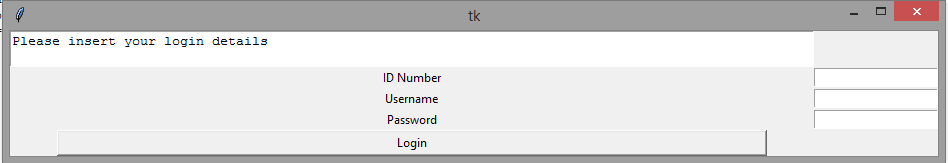 tk
Please insert your login details
ID Number
Username
Password
Login